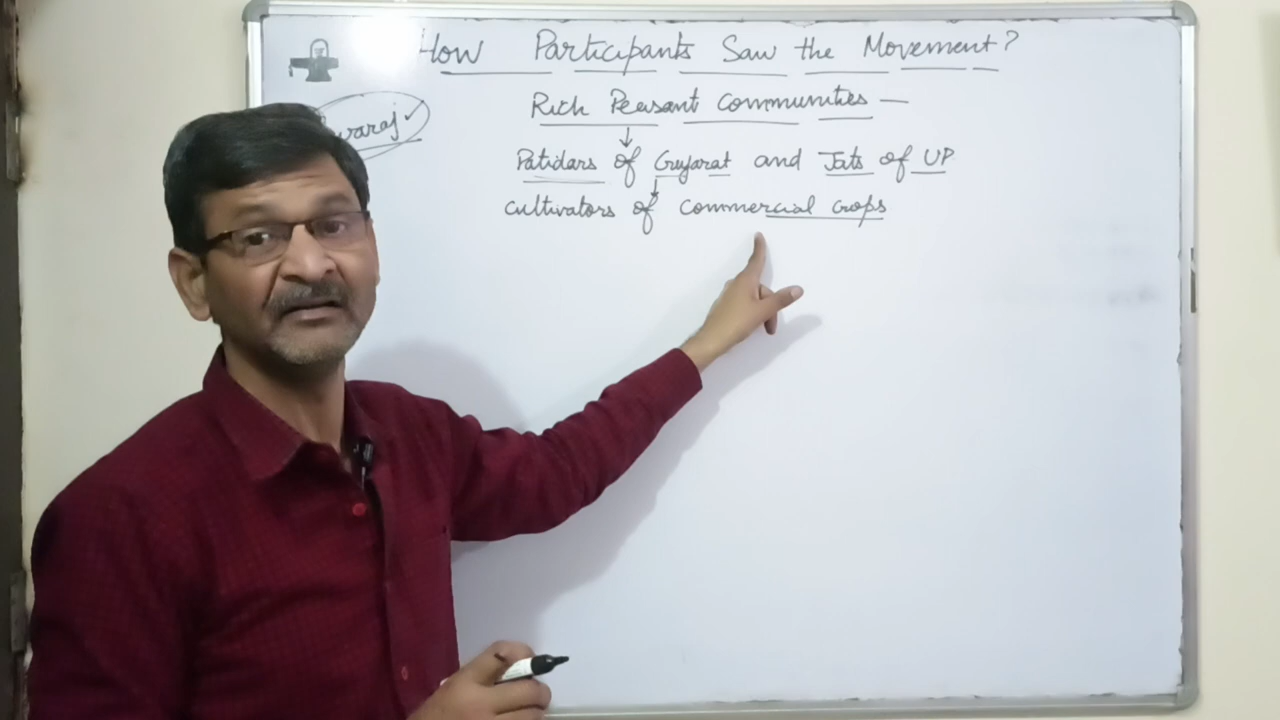 How Participants Saw the Movement?
Rich Peasant Communities —
waraj ✓
Patidars of Gujarat and Jats of UP
cultivators of commercial crops